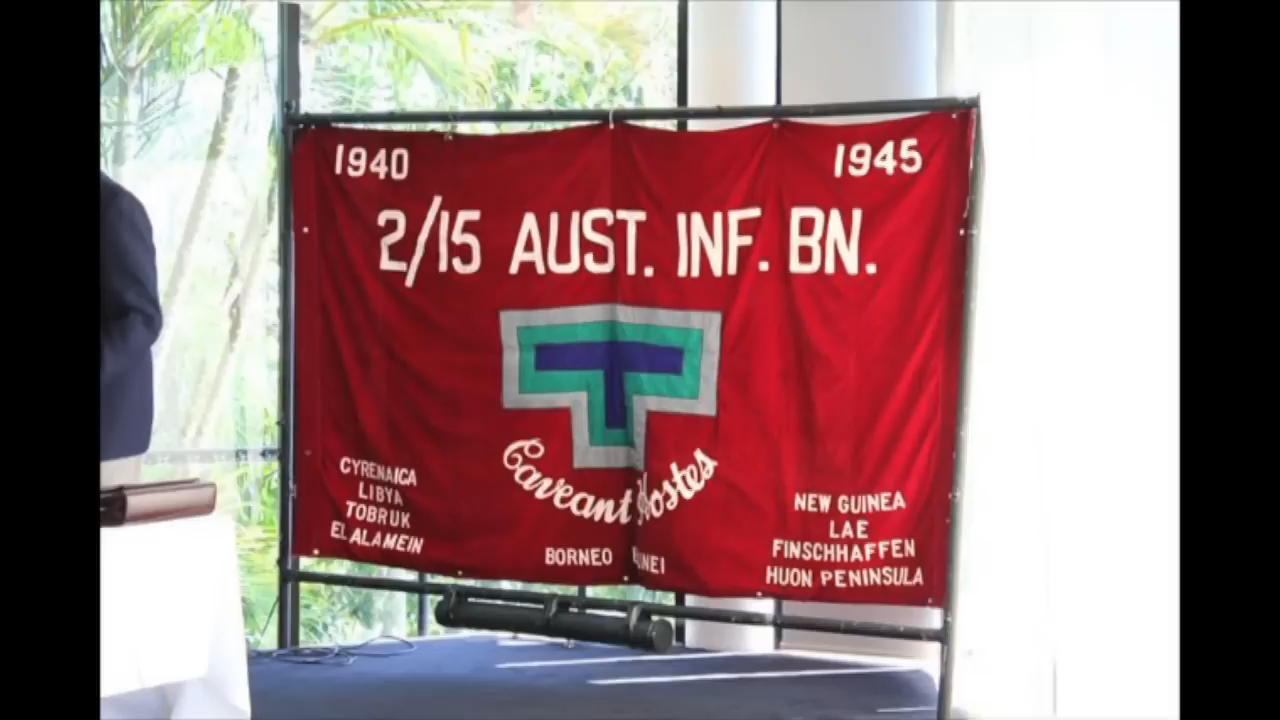 1940
1945
2/15 AUST. INF. BN.
Caveant Hostes
CYRENAICA
LIBYA
TOBRUK
EL ALAMEIN
BORNEO
NEW GUINEA
LAE
FINSCHHAFFEN
HUON PENINSULA